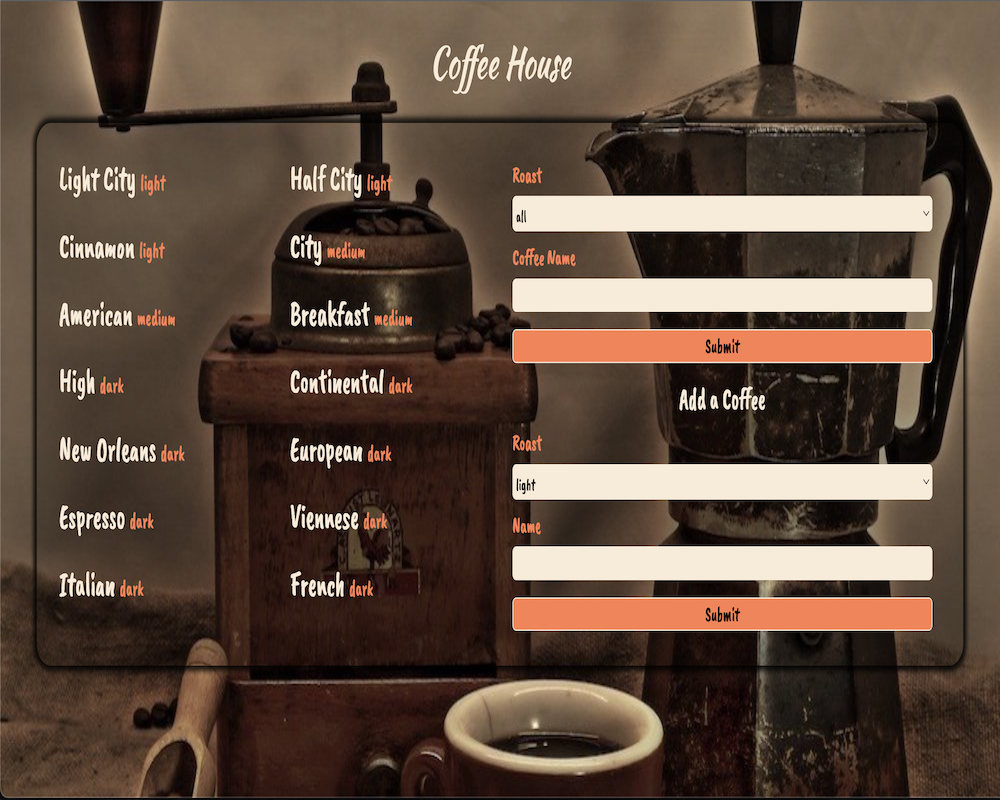 Coffee House
Light City light
Half City light
Cinnamon light
City medium
American medium
Breakfast medium
High dark
Continental dark
New Orleans dark
European dark
Espresso dark
Viennese dark
Italian dark
French dark
Roast
all
Coffee Name
Submit
Add a Coffee
Roast
light
Name
Submit